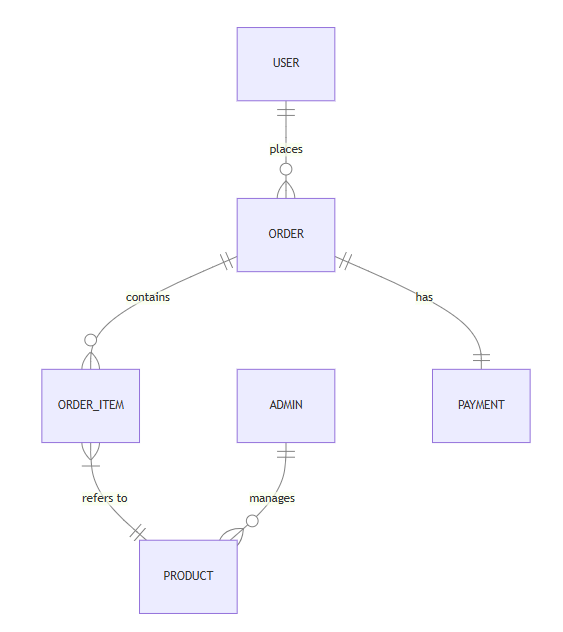 USER
places
ORDER
contains
has
ORDER_ITEM
ADMIN
PAYMENT
refers to
manages
PRODUCT